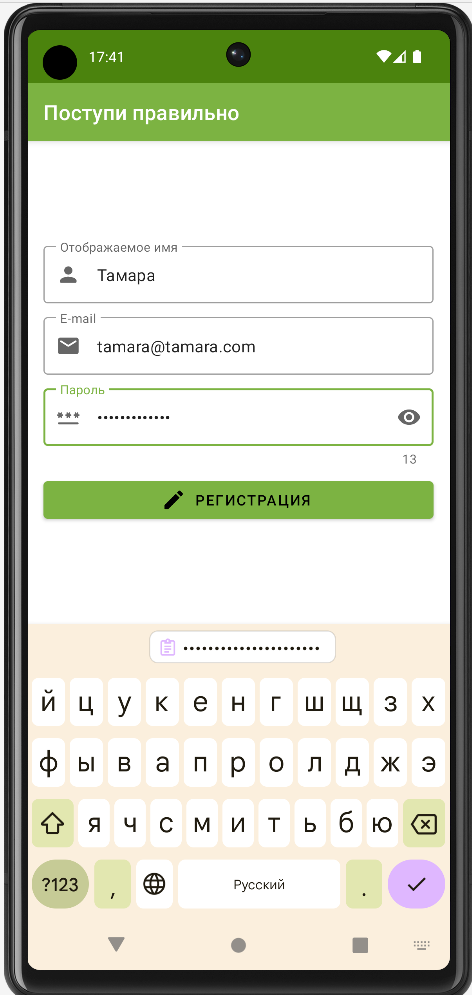 17:41
Поступи правильно
Отображаемое имя
Тамара
E-mail
tamara@tamara.com
Пароль
***
•••••••••••••
13
РЕГИСТРАЦИЯ
••••••••••••••••••••••
й ц у к е н г ш щ з х
ф ы в а п р о л д ж э
я ч с м и т ь б ю
?123 , Русский .